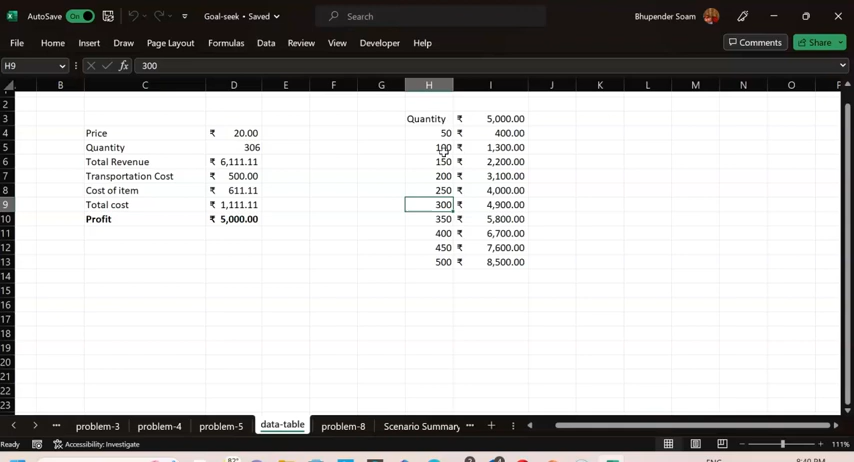 AutoSave On Goal-seek • Saved Search Bhupender Soam
File Home Insert Draw Page Layout Formulas Data Review View Developer Help Comments Share
H9 fx 300
B C D E F G H I J K L M N O
2
3 Quantity ₹ 5,000.00
4 Price ₹ 20.00 50 ₹ 400.00
5 Quantity 306 100 ₹ 1,300.00
6 Total Revenue ₹ 6,111.11 150 ₹ 2,200.00
7 Transportation Cost ₹ 500.00 200 ₹ 3,100.00
8 Cost of item ₹ 611.11 250 ₹ 4,000.00
9 Total cost ₹ 1,111.11 300 ₹ 4,900.00
10 Profit ₹ 5,000.00 350 ₹ 5,800.00
11 400 ₹ 6,700.00
12 450 ₹ 7,600.00
13 500 ₹ 8,500.00
14
15
16
17
18
19
20
21
22
23
problem-3 problem-4 problem-5 data-table problem-8 Scenario Summary
Ready Accessibility: Investigate 111%
82° ENG 8:40 PM